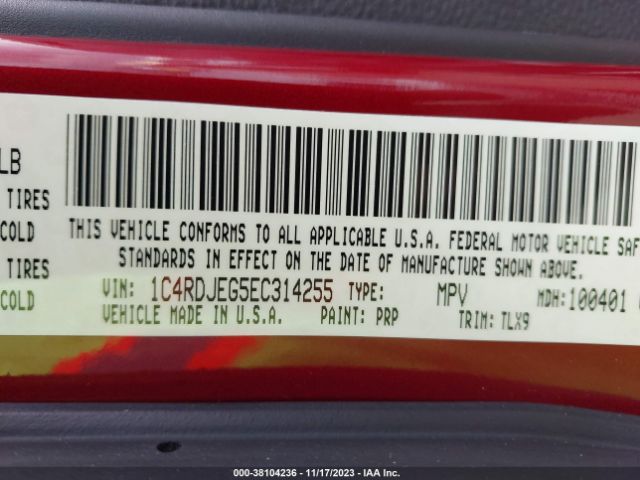 LB
TIRES
COLD
TIRES
COLD
THIS VEHICLE CONFORMS TO ALL APPLICABLE U.S.A. FEDERAL MOTOR VEHICLE SAF
STANDARDS IN EFFECT ON THE DATE OF MANUFACTURE SHOWN ABOVE.
VIN: 1C4RDJEG5EC314255 TYPE: MPV MDH:100401
VEHICLE MADE IN U.S.A. PAINT: PRP TRIM: TLX9
000-38104236 - 11/17/2023 - IAAI.COM